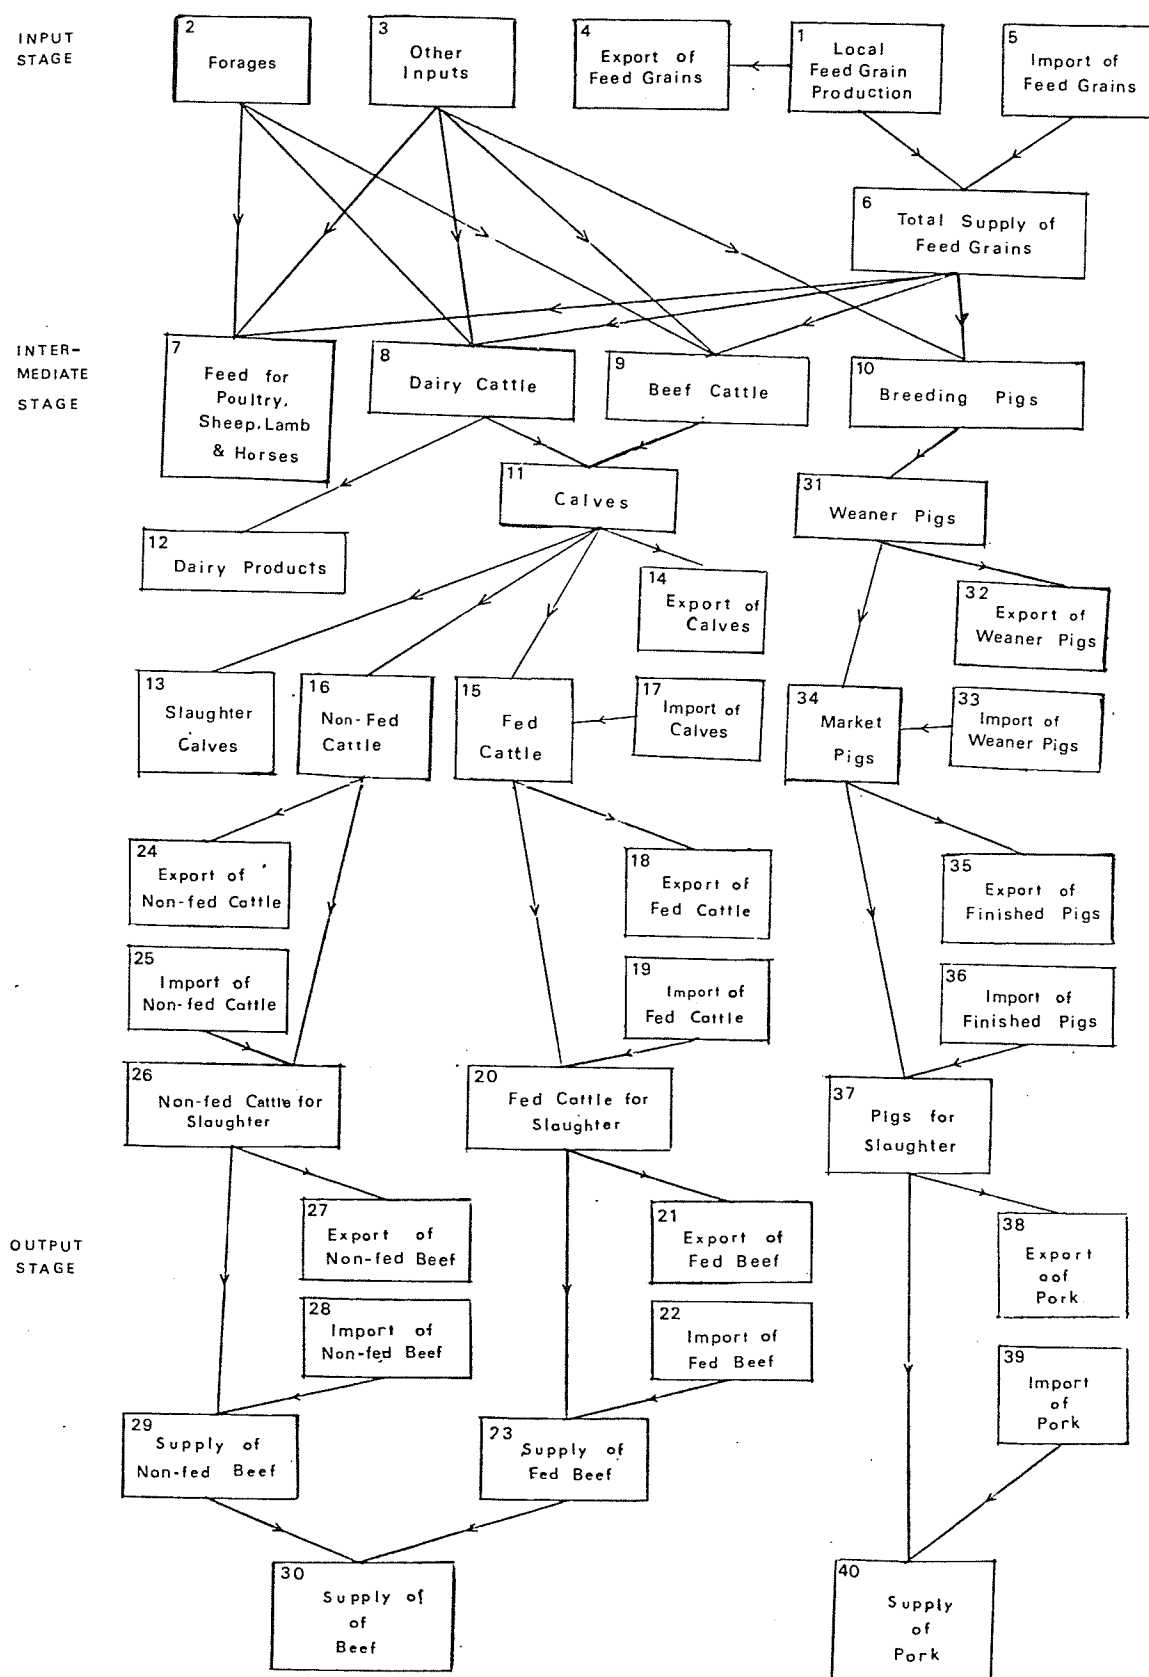 INPUT
STAGE
2
Forages
3
Other
Inputs
4
Export of
Feed Grains
1
Local
Feed Grain
Production
5
Import of
Feed Grains
6
Total Supply of
Feed Grains
INTER-
MEDIATE
STAGE
7
Feed for
Poultry,
Sheep, Lamb
& Horses
8
Dairy Cattle
9
Beef Cattle
10
Breeding Pigs
11
Calves
31
Weaner Pigs
12
Dairy Products
14
Export of
Calves
32
Export of
Weaner Pigs
13
Slaughter
Calves
16
Non-Fed
Cattle
15
Fed
Cattle
17
Import of
Calves
34
Market
Pigs
33
Import of
Weaner Pigs
24
Export of
Non-fed Cattle
18
Export of
Fed Cattle
35
Export of
Finished Pigs
25
Import of
Non-fed Cattle
19
Import of
Fed Cattle
36
Import of
Finished Pigs
26
Non-fed Cattle for
Slaughter
20
Fed Cattle for
Slaughter
37
Pigs for
Slaughter
OUTPUT
STAGE
27
Export of
Non-fed Beef
21
Export of
Fed Beef
38
Export
oof
Pork
28
Import of
Non-fed Beef
22
Import of
Fed Beef
39
Import
of
Pork
29
Supply of
Non-fed Beef
23
Supply of
Fed Beef
30
Supply of
of
Beef
40
Supply
of
Pork